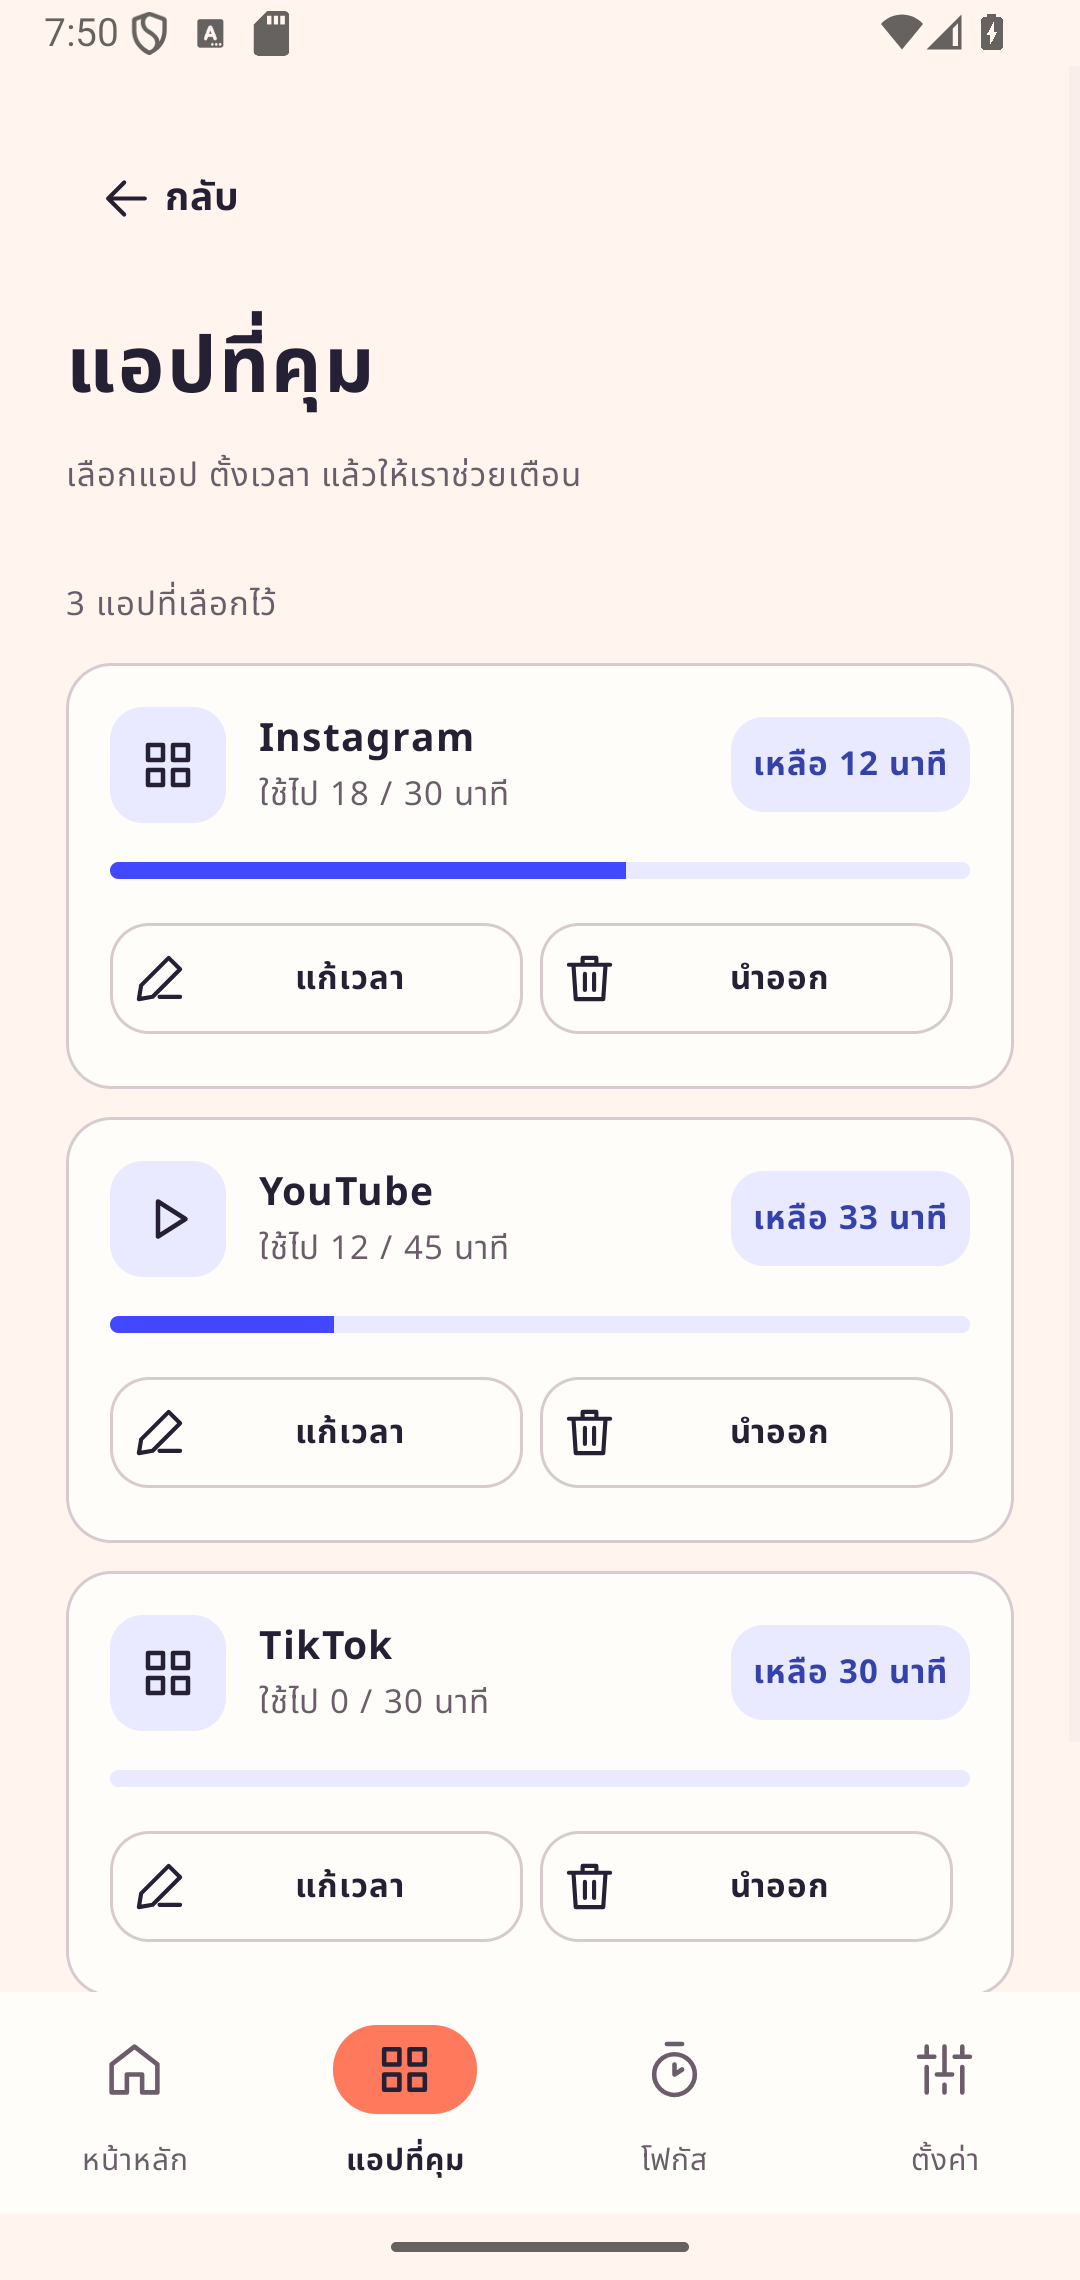 7:50
กลับ
แอปที่คุม
เลือกแอป ตั้งเวลา แล้วให้เราช่วยเตือน
3 แอปที่เลือกไว้
Instagram
ใช้ไป 18 / 30 นาที
เหลือ 12 นาที
แก้เวลา
นำออก
YouTube
ใช้ไป 12 / 45 นาที
เหลือ 33 นาที
แก้เวลา
นำออก
TikTok
ใช้ไป 0 / 30 นาที
เหลือ 30 นาที
แก้เวลา
นำออก
หน้าหลัก
แอปที่คุม
โฟกัส
ตั้งค่า